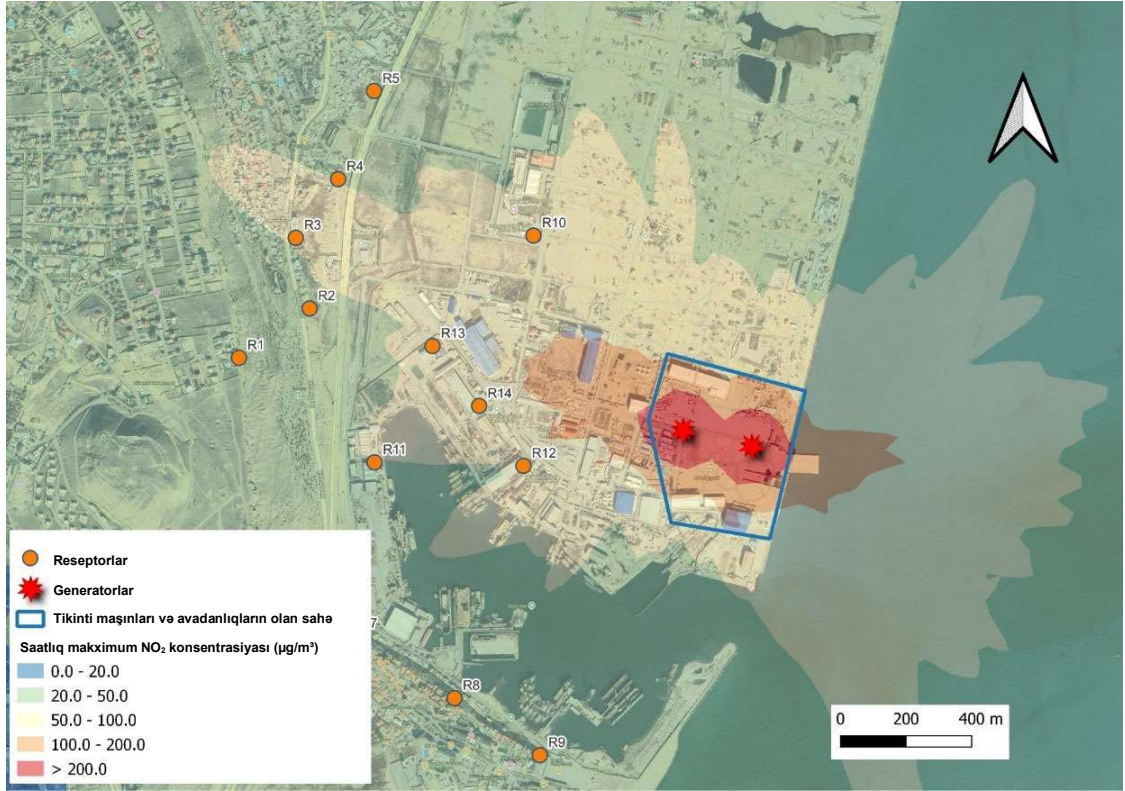 R5
R4
R3
R10
R2
R13
R1
R14
R12
R11
Reseptorlar
Generatorlar
Tikinti maşınları və avadanlıqların olan sahə
7
Saatlıq makximum NO₂ konsentrasiyası (µg/m³)
0.0 - 20.0
20.0 - 50.0
50.0 - 100.0
100.0 - 200.0
> 200.0
R8
R9
0 200 400 m